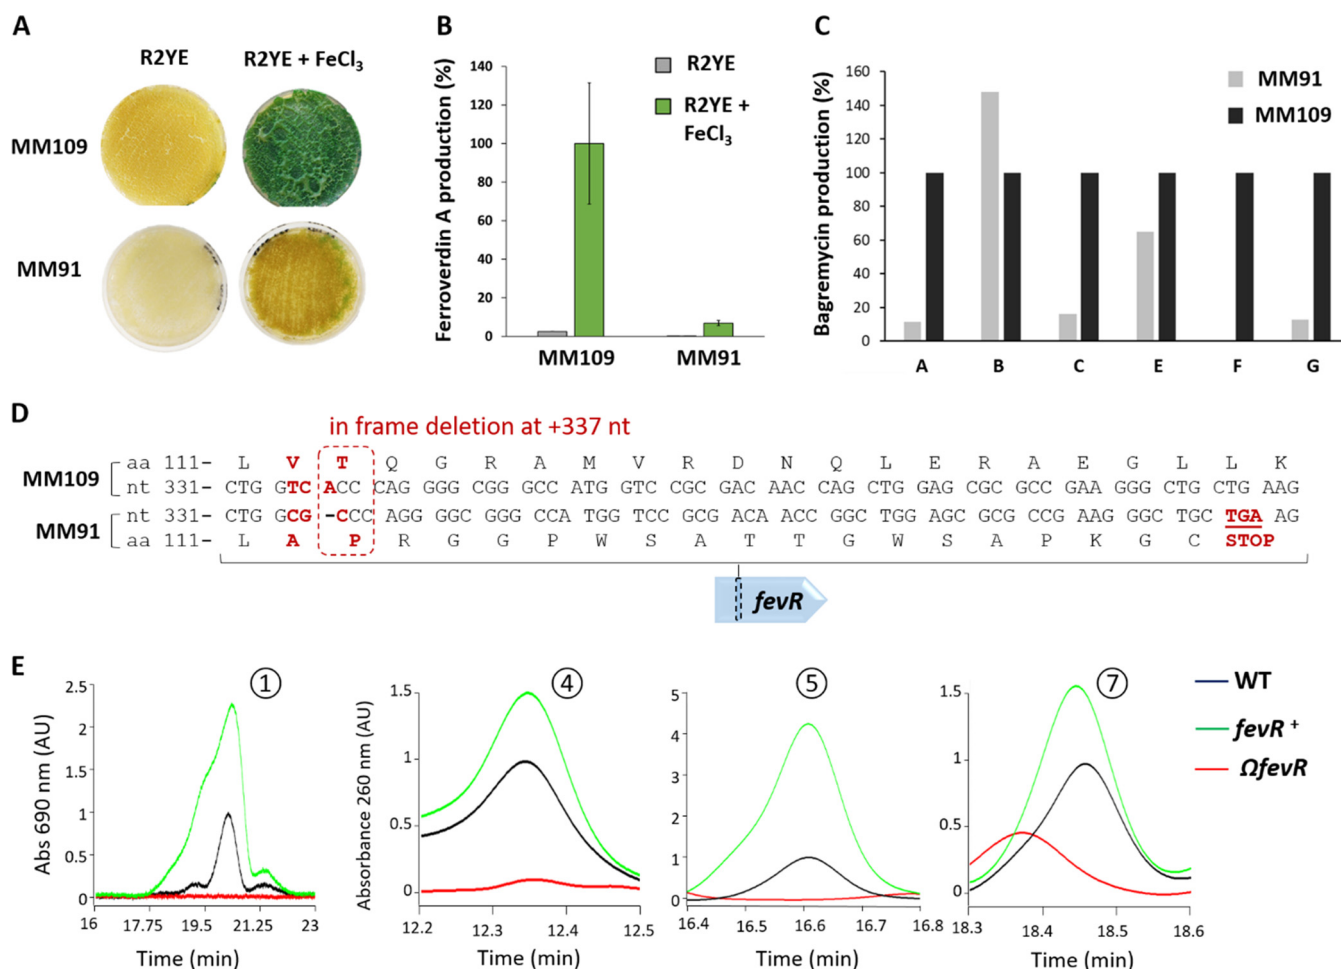 A
R2YE R2YE + FeCl3
MM109
MM91
B
Ferroverdin A production (%)
140
120
100
80
60
40
20
0
R2YE
R2YE +
FeCl3
MM109 MM91
C
Bagremycin production (%)
160
140
120
100
80
60
40
20
0
MM91
MM109
A B C E F G
D
in frame deletion at +337 nt
MM109
aa 111- L V T Q G R A M V R D N Q L E R A E G L L K
nt 331- CTG GTC ACC CAG GGG CGG GCC ATG GTC CGC GAC AAC CAG CTG GAG CGC GCC GAA GGG CTG CTG AAG
MM91
nt 331- CTG GCG -CCC AGG GGC GGG CCA TGG TCC GCG ACA ACC GGC TGG AGC GCG CCG AAG GGC TGC TGA AG
aa 111- L A P R G G P W S A T T G W S A P K G C STOP
fevR
E
1
Abs 690 nm (AU)
2.5
2
1.5
1
0.5
0
16 17.75 19.5 21.25 23
Time (min)
4
Absorbance 260 nm (AU)
1.5
1
0.5
0
12.2 12.3 12.4 12.5
Time (min)
5
5
4
3
2
1
0
16.4 16.5 16.6 16.7 16.8
Time (min)
7
1.5
1
0.5
0
18.3 18.4 18.5 18.6
Time (min)
WT
fevR +
ΩfevR